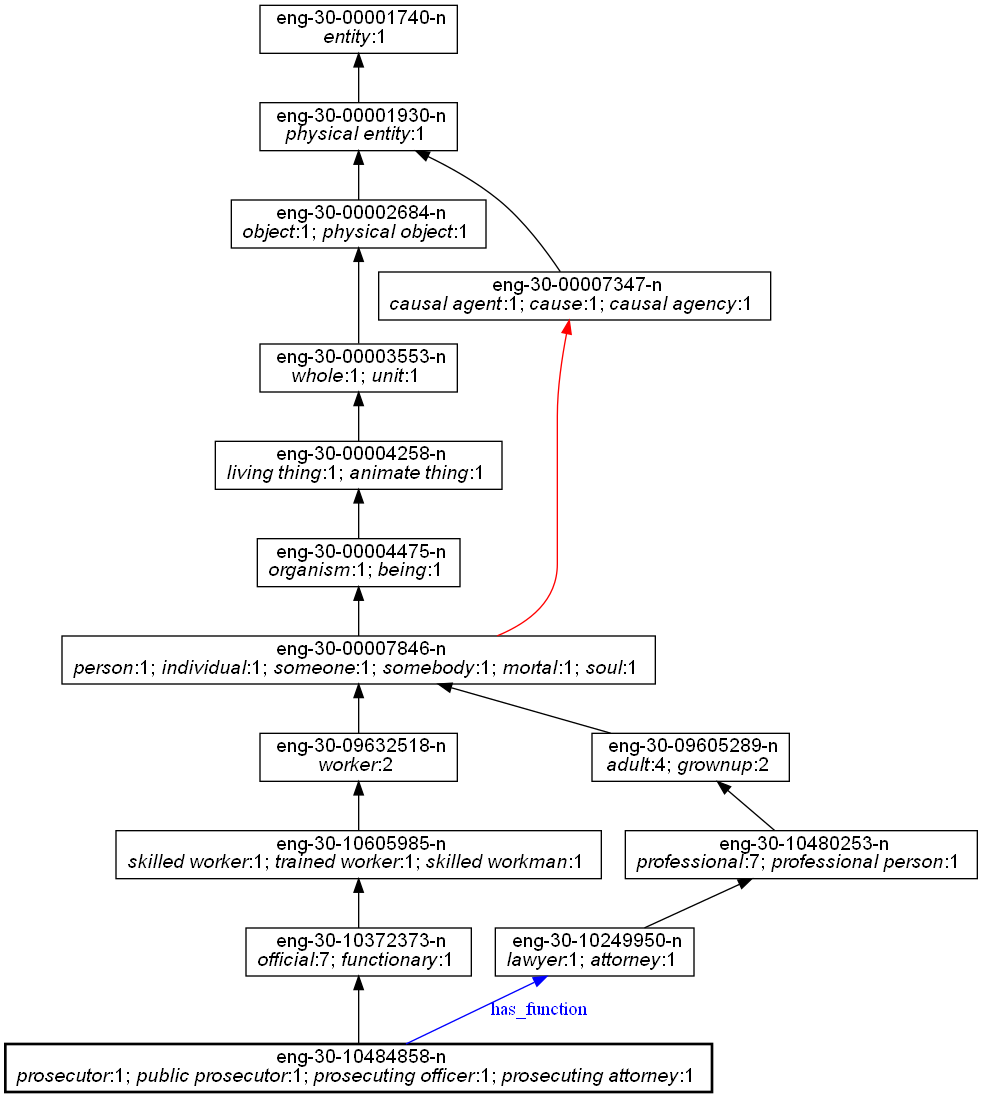 eng-30-00001740-n
entity:1
eng-30-00001930-n
physical entity:1
eng-30-00002684-n
object:1; physical object:1
eng-30-00007347-n
causal agent:1; cause:1; causal agency:1
eng-30-00003553-n
whole:1; unit:1
eng-30-00004258-n
living thing:1; animate thing:1
eng-30-00004475-n
organism:1; being:1
eng-30-00007846-n
person:1; individual:1; someone:1; somebody:1; mortal:1; soul:1
eng-30-09632518-n
worker:2
eng-30-09605289-n
adult:4; grownup:2
eng-30-10605985-n
skilled worker:1; trained worker:1; skilled workman:1
eng-30-10480253-n
professional:7; professional person:1
eng-30-10372373-n
official:7; functionary:1
eng-30-10249950-n
lawyer:1; attorney:1
has_function
eng-30-10484858-n
prosecutor:1; public prosecutor:1; prosecuting officer:1; prosecuting attorney:1